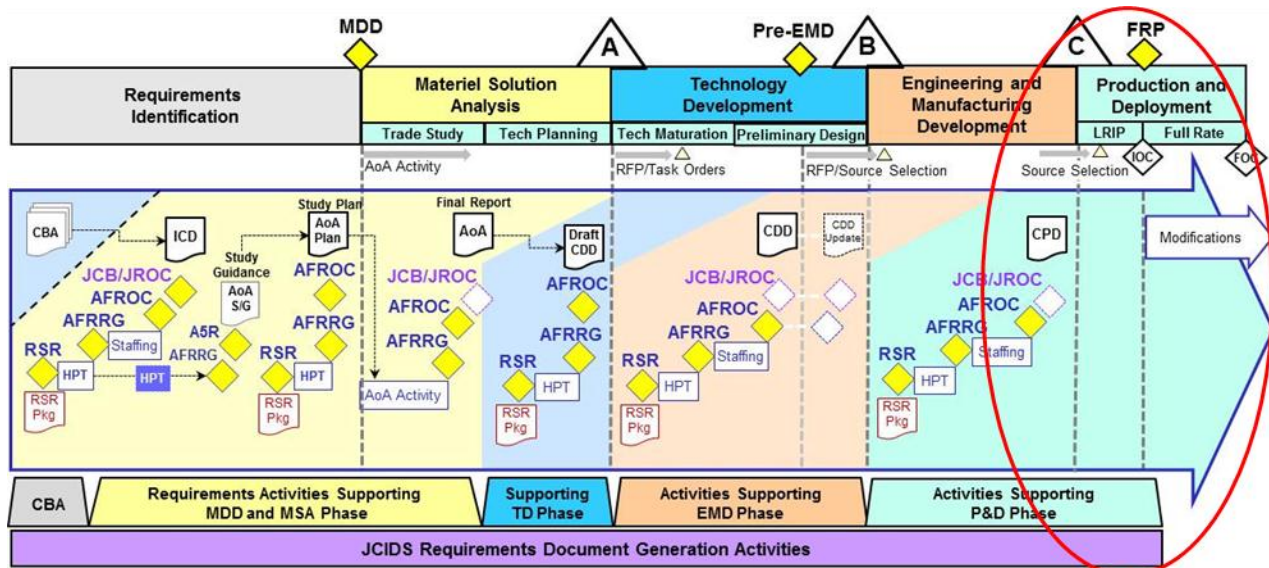 MDD
A
Pre-EMD
B
C
FRP
Requirements
Identification
Materiel Solution
Analysis
Technology
Development
Engineering and
Manufacturing
Development
Production and
Deployment
Trade Study
Tech Planning
Tech Maturation
Preliminary Design
LRIP
Full Rate
AoA Activity
RFP/Task Orders
RFP/Source Selection
Source Selection
IOC
FOC
CBA
ICD
Study
Guidance
AoA
S/G
Study Plan
AoA
Plan
Final Report
AoA
Draft
CDD
CDD
CDD
Update
CPD
Modifications
JCB/JROC
AFROC
AFRRG
Staffing
RSR
HPT
RSR
Pkg
HPT
A5R
AFRRG
AFROC
AFRRG
RSR
HPT
RSR
Pkg
JCB/JROC
AFROC
AFRRG
AoA Activity
AFROC
AFRRG
RSR
HPT
RSR
Pkg
JCB/JROC
AFROC
AFRRG
Staffing
RSR
HPT
RSR
Pkg
JCB/JROC
AFROC
AFRRG
Staffing
RSR
HPT
RSR
Pkg
CBA
Requirements Activities Supporting
MDD and MSA Phase
Supporting
TD Phase
Activities Supporting
EMD Phase
Activities Supporting
P&D Phase
JCIDS Requirements Document Generation Activities